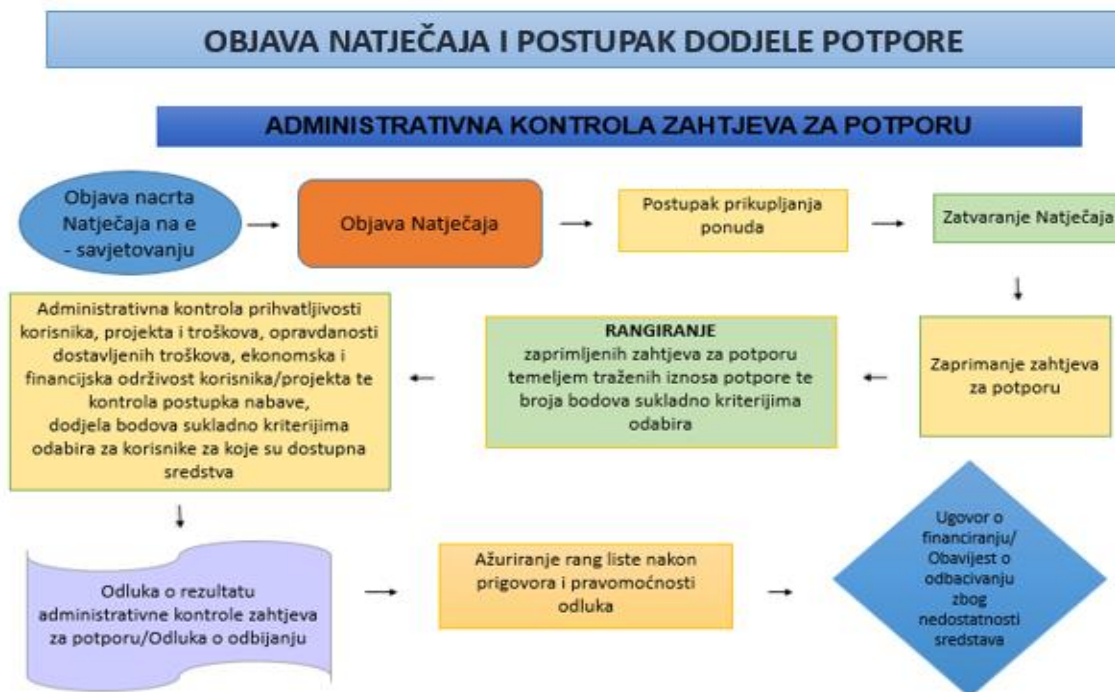 OBJAVA NATJEČAJA I POSTUPAK DODJELE POTPORE
ADMINISTRATIVNA KONTROLA ZAHTJEVA ZA POTPORU
Objava nacrta
Natječaja na e
- savjetovanju
Objava Natječaja
Postupak prikupljanja
ponuda
Zatvaranje Natječaja
Zaprimanje zahtjeva
za potporu
RANGIRANJE
zaprimljenih zahtjeva za potporu
temeljem traženih iznosa potpore te
broja bodova sukladno kriterijima
odabira
Administrativna kontrola prihvatljivosti
korisnika, projekta i troškova, opravdanosti
dostavljenih troškova, ekonomska i
financijska održivost korisnika/projekta te
kontrola postupka nabave,
dodjela bodova sukladno kriterijima
odabira za korisnike za koje su dostupna
sredstva
Odluka o rezultatu
administrativne kontrole zahtjeva
za potporu/Odluka o odbijanju
Ažuriranje rang liste nakon
prigovora i pravomoćnosti
odluka
Ugovor o
financiranju/
Obavijest o
odbacivanju
zbog
nedostatnosti
sredstava